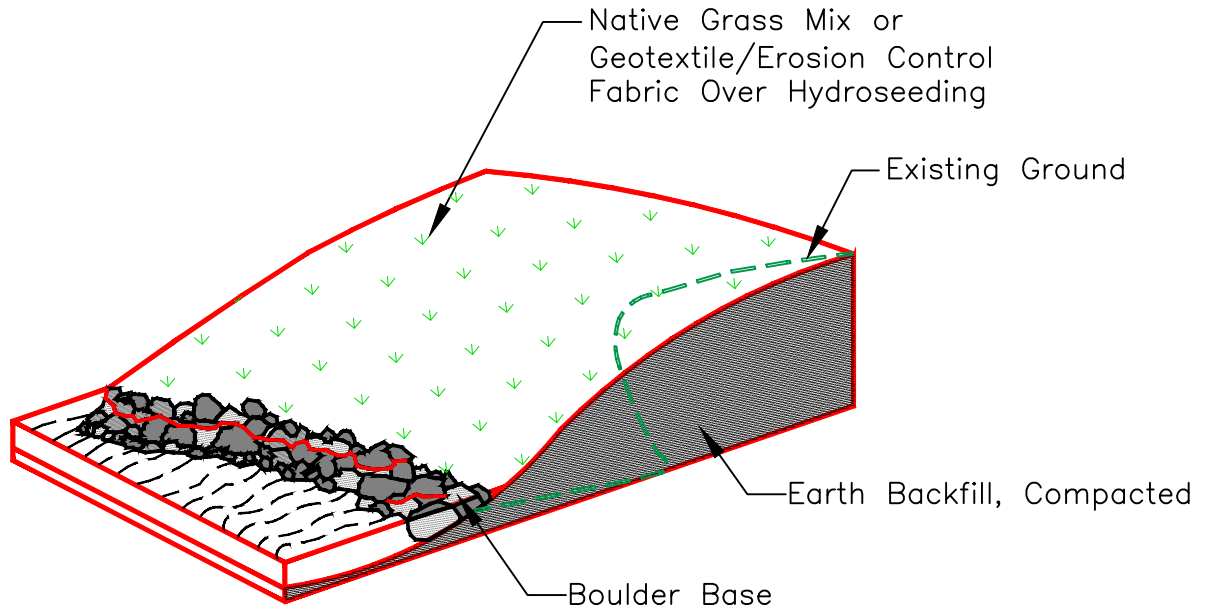 Native Grass Mix or
Geotextile/Erosion Control
Fabric Over Hydroseeding
Existing Ground
Earth Backfill, Compacted
Boulder Base